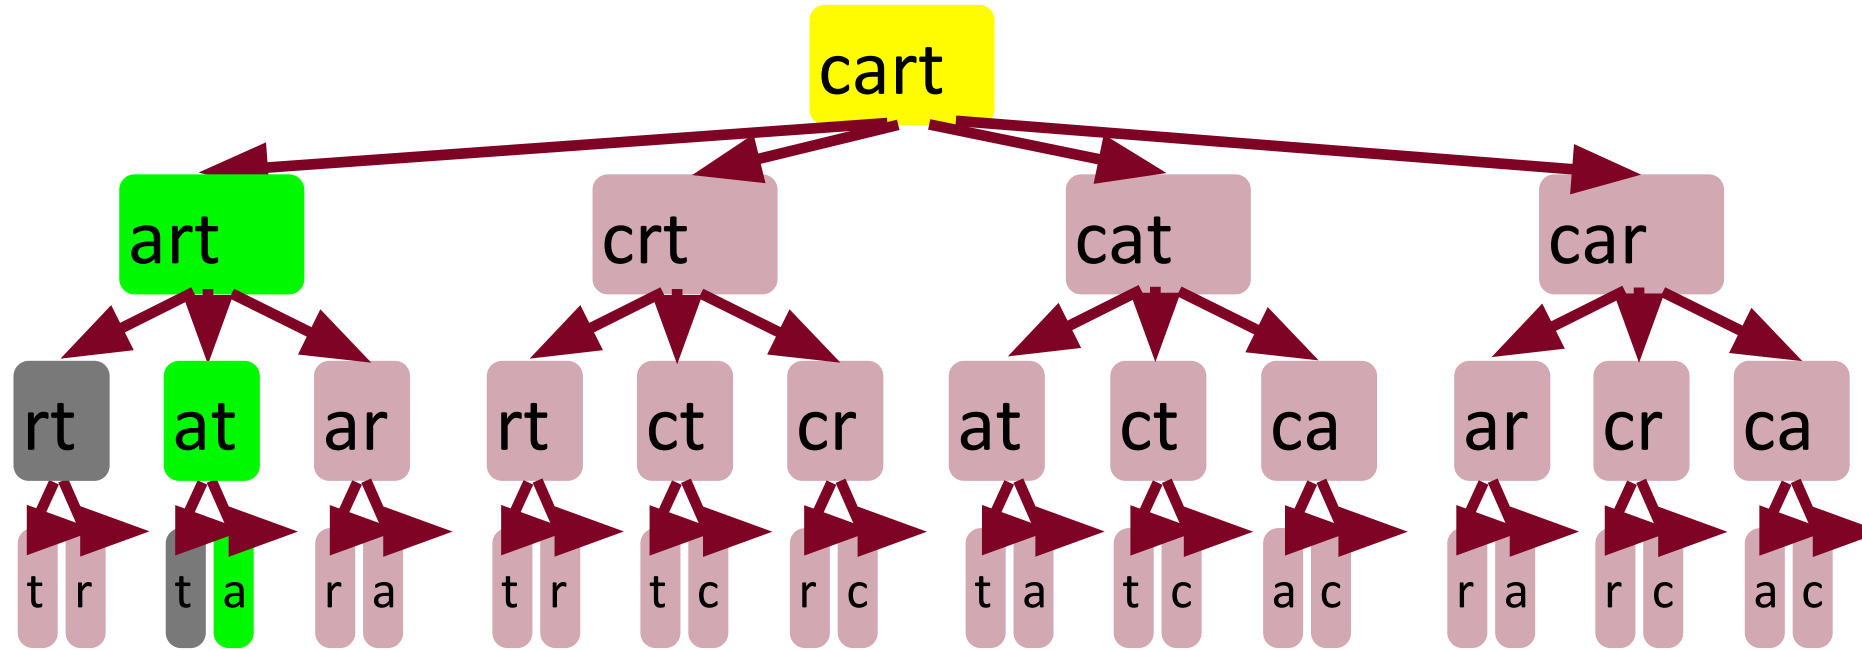 cart
art crt cat car
rt at ar rt ct cr at ct ca ar cr ca
t r t a r a t r t c r c t a t c a c r a r c a c